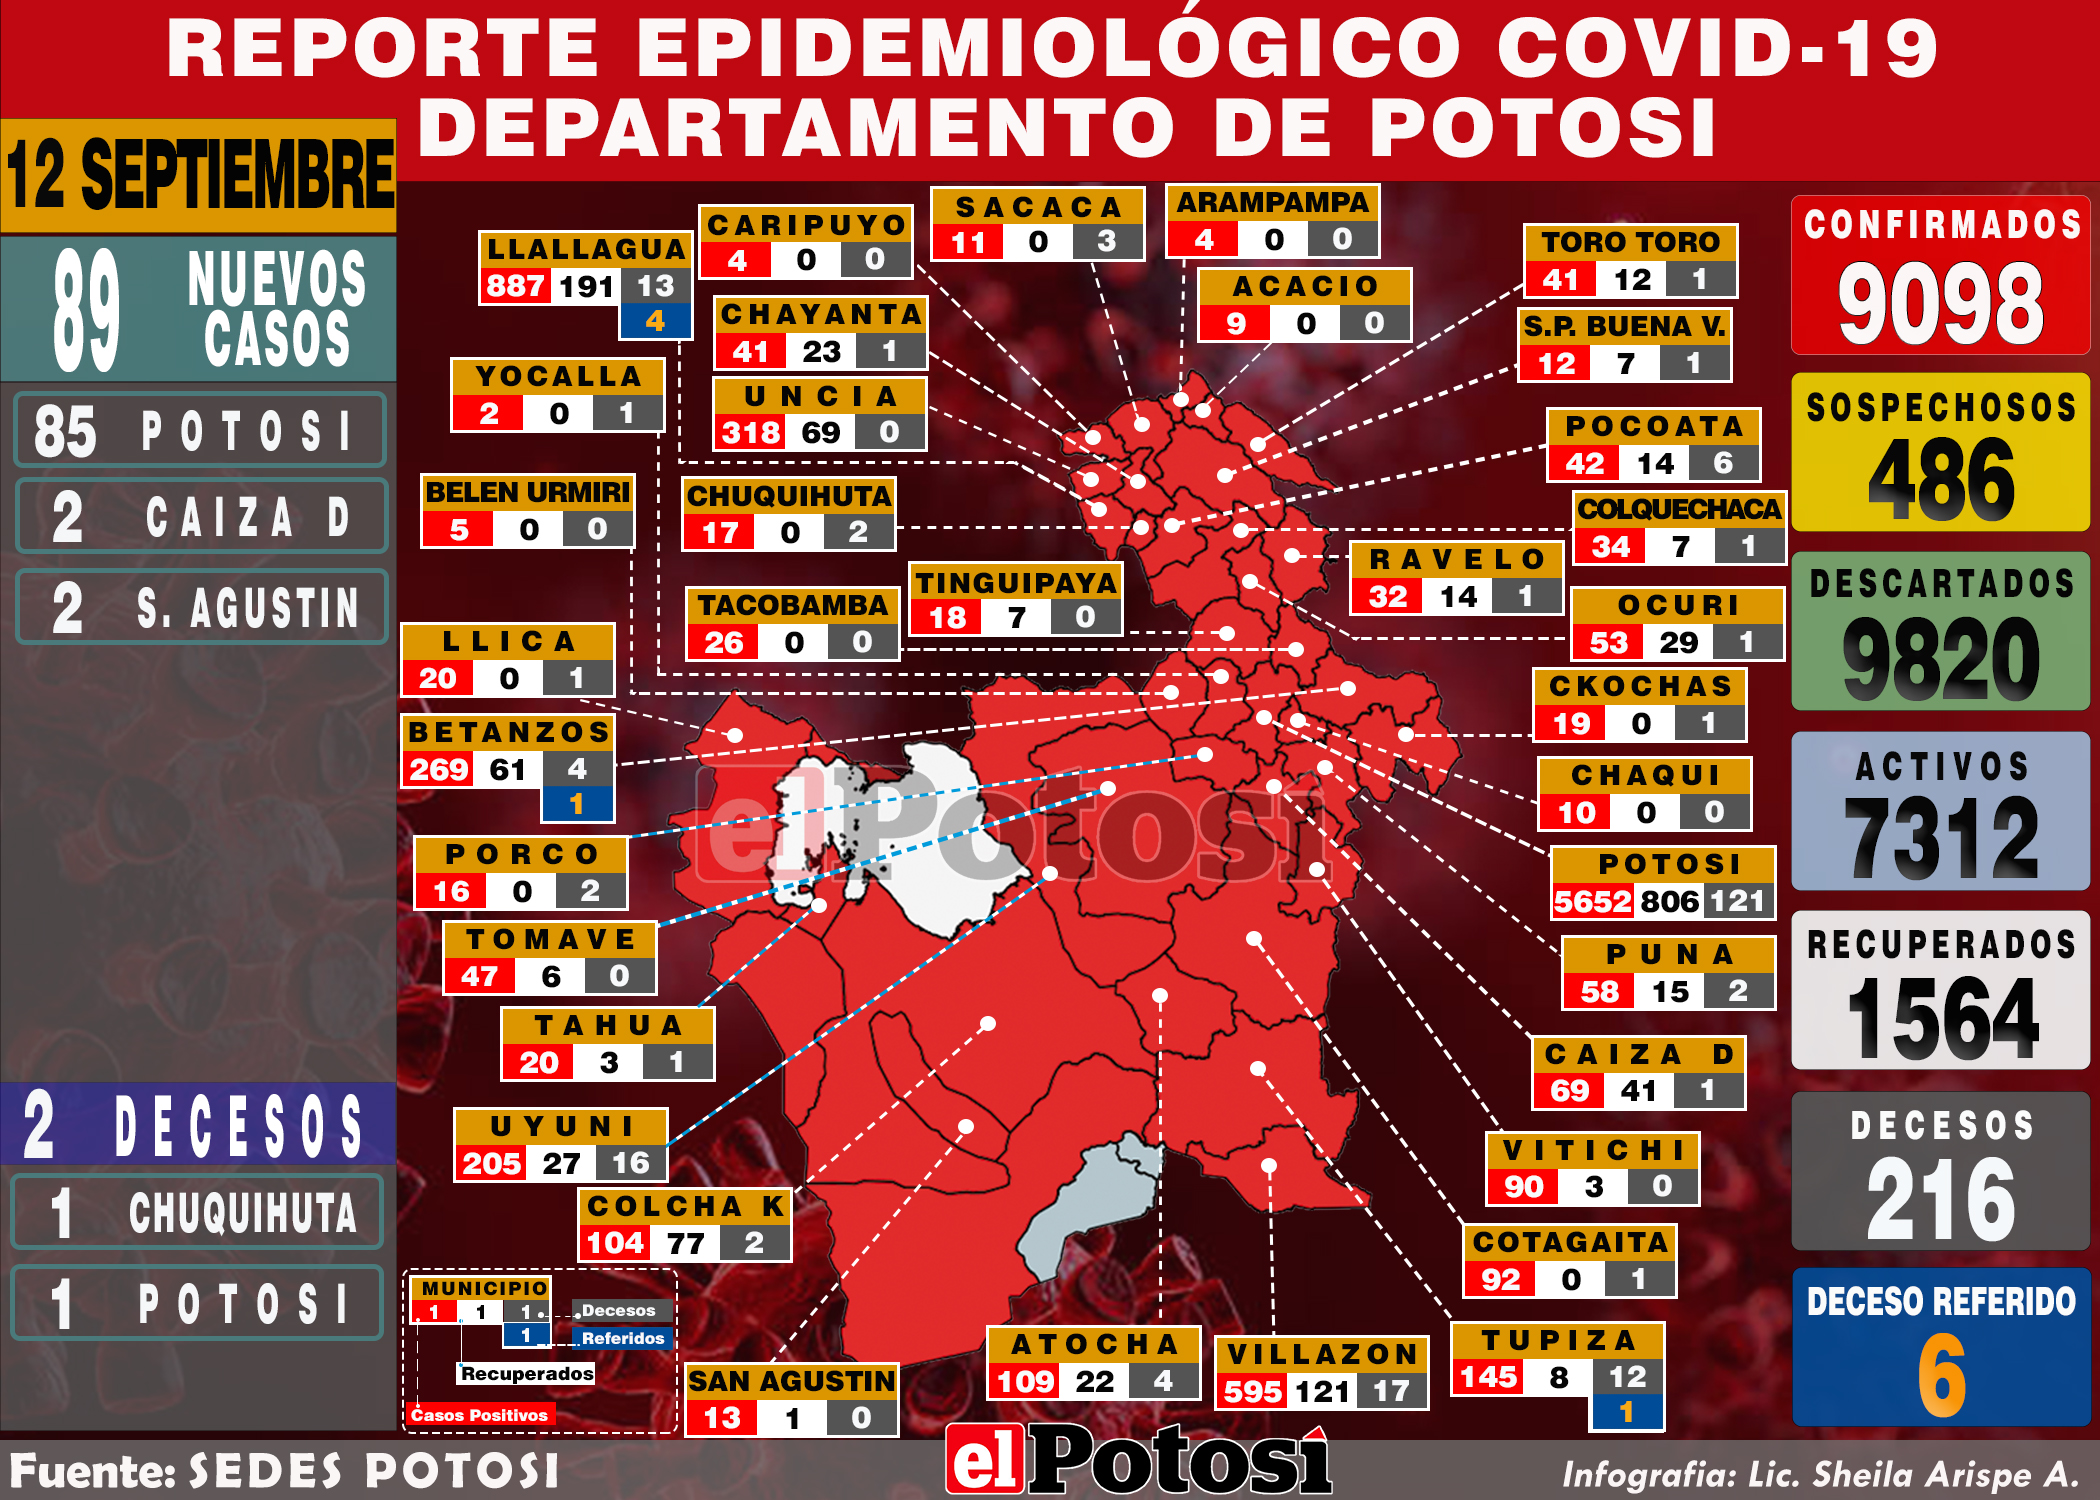 REPORTE EPIDEMIOLÓGICO COVID-19
DEPARTAMENTO DE POTOSI
12 SEPTIEMBRE
89 NUEVOS CASOS
85 POTOSI
2 CAIZA D
2 S. AGUSTIN
2 DECESOS
1 CHUQUIHUTA
1 POTOSI
LLALLAGUA
887 191 13
4
CARIPUYO
4 0 0
SACACA
11 0 3
ARAMPAMPA
4 0 0
ACACIO
9 0 0
TORO TORO
41 12 1
S.P. BUENA V.
12 7 1
CHAYANTA
41 23 1
UNCIA
318 69 0
YOCALLA
2 0 1
POCOATA
42 14 6
BELEN URMIRI
5 0 0
CHUQUIHUTA
17 0 2
COLQUECHACA
34 7 1
RAVELO
32 14 1
TINGUIPAYA
18 7 0
TACOBAMBA
26 0 0
OCURI
53 29 1
LLICA
20 0 1
CKOCHAS
19 0 1
BETANZOS
269 61 4
1
CHAQUI
10 0 0
PORCO
16 0 2
POTOSI
5652 806 121
TOMAVE
47 6 0
PUNA
58 15 2
TAHUA
20 3 1
CAIZA D
69 41 1
UYUNI
205 27 16
VITICHI
90 3 0
COLCHA K
104 77 2
COTAGAITA
92 0 1
SAN AGUSTIN
13 1 0
ATOCHA
109 22 4
VILLAZON
595 121 17
TUPIZA
145 8 12
1
el Potosí
MUNICIPIO
1 1 1 Decesos
1 Referidos
Recuperados
Casos Positivos
CONFIRMADOS
9098
SOSPECHOSOS
486
DESCARTADOS
9820
ACTIVOS
7312
RECUPERADOS
1564
DECESOS
216
DECESO REFERIDO
6
Fuente: SEDES POTOSI
el Potosí
Infografia: Lic. Sheila Arispe A.